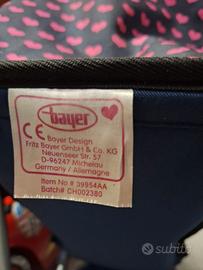 bayer
CE
Bayer Design
Fritz Bayer GmbH & Co. KG
Neuenseer Str. 57
D-96247 Michelau
Germany / Allemagne
Item No # 39954AA
Batch# CH002380
subito